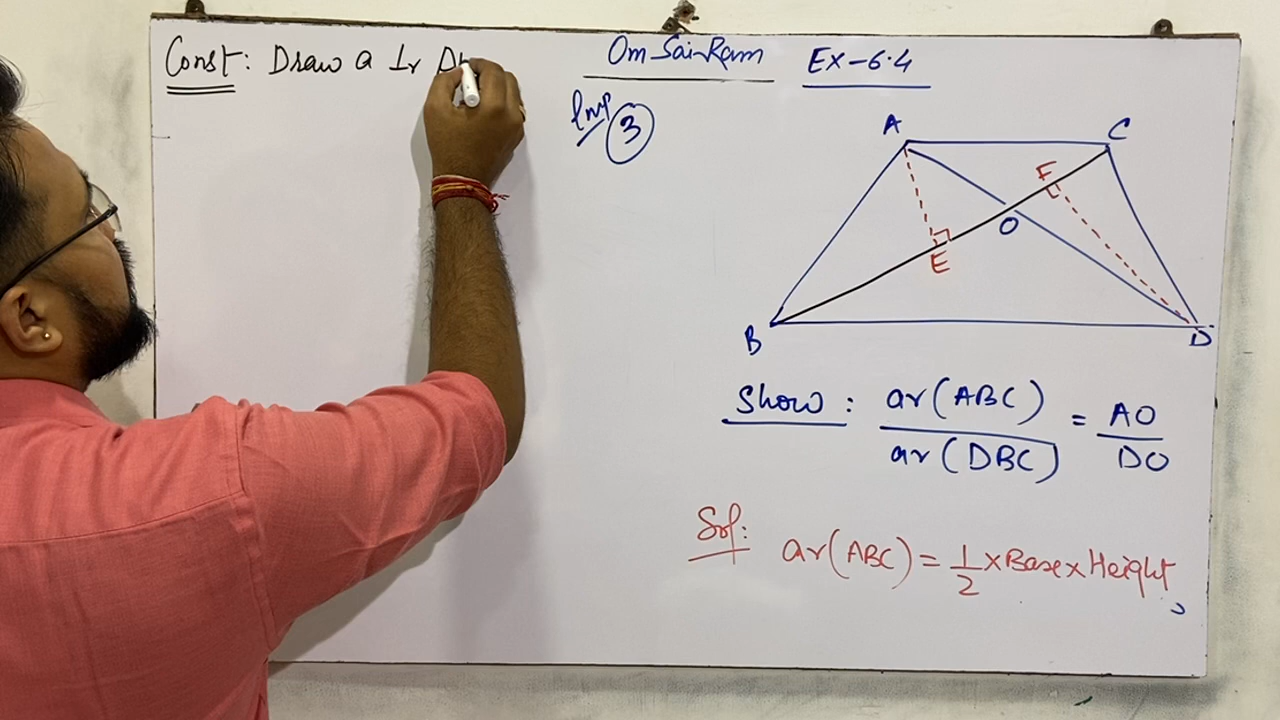 Om Sai Ram
Ex-6.4
Const: Draw a ⊥r
Imp 3
A
C
F
O
E
B
D
Show: ar(ABC) / ar(DBC) = AO / DO
Sol: ar(ABC) = 1/2 × Base × Height